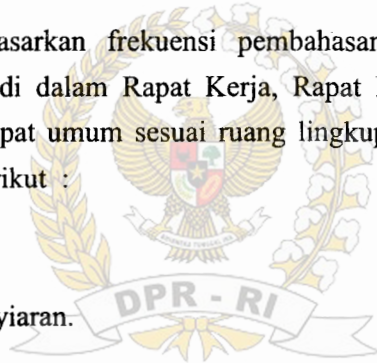 asarkan frekuensi pembahasan
di dalam Rapat Kerja, Rapat
pat umum sesuai ruang lingkup
ikut :
DPR - RI
yiaran.